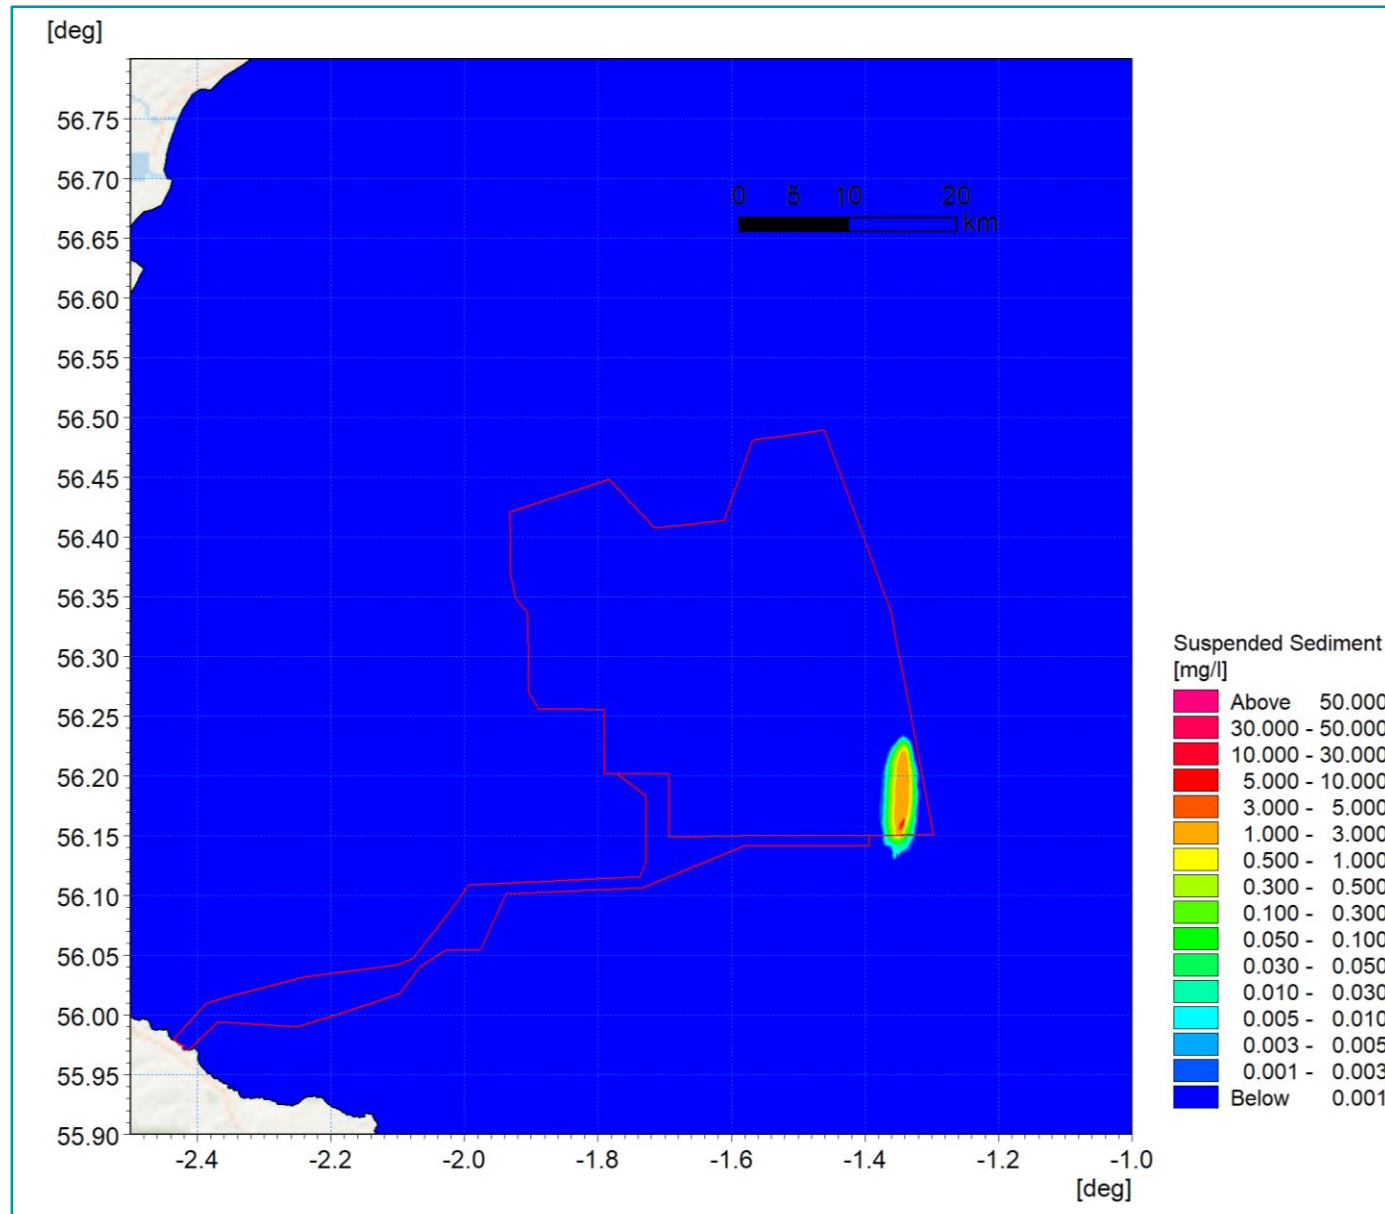 [deg]
56.75
56.70
56.65
56.60
56.55
56.50
56.45
56.40
56.35
56.30
56.25
56.20
56.15
56.10
56.05
56.00
55.95
55.90
0 5 10 20
km
-2.4 -2.2 -2.0 -1.8 -1.6 -1.4 -1.2 -1.0
[deg]
Suspended Sediment
[mg/l]
Above 50.000
30.000 - 50.000
10.000 - 30.000
5.000 - 10.000
3.000 - 5.000
1.000 - 3.000
0.500 - 1.000
0.300 - 0.500
0.100 - 0.300
0.050 - 0.100
0.030 - 0.050
0.010 - 0.030
0.005 - 0.010
0.003 - 0.005
0.001 - 0.003
Below 0.001